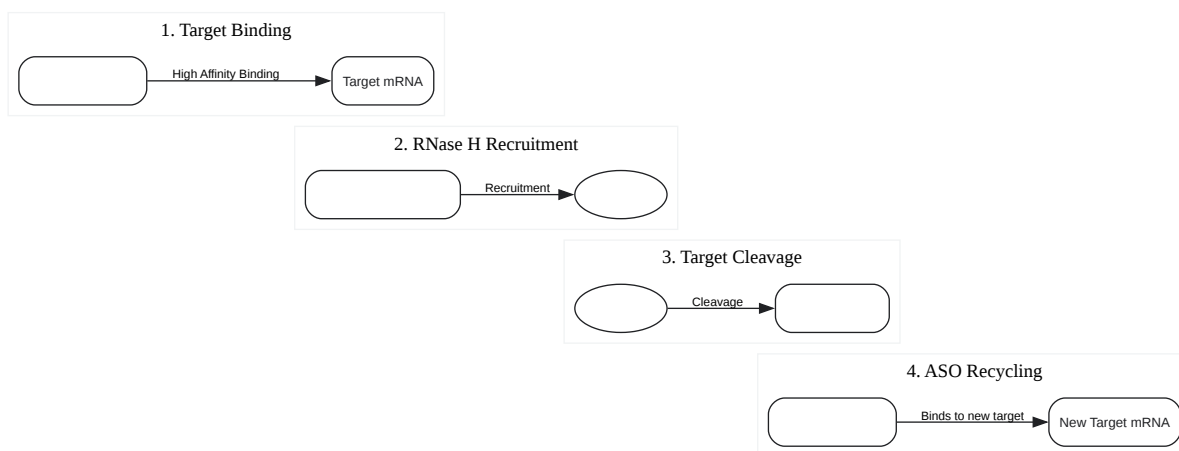 1. Target Binding
High Affinity Binding
Target mRNA
2. RNase H Recruitment
Recruitment
3. Target Cleavage
Cleavage
4. ASO Recycling
Binds to new target
New Target mRNA